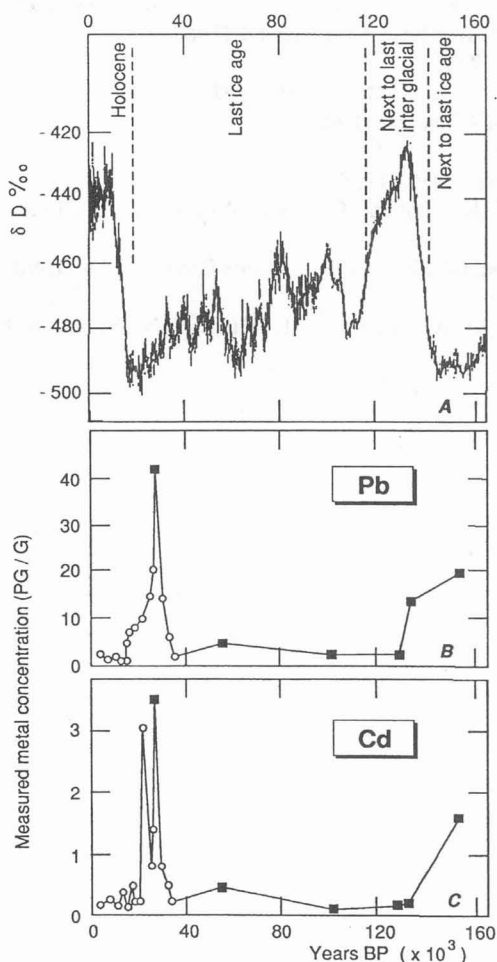 0 40 80 120 160
Holocene
Last ice age
Next to last
inter glacial
Next to last ice age
δ D ‰
- 420
- 440
- 460
- 480
- 500
A
Measured metal concentration (PG / G)
Pb
40
30
20
10
0
B
Cd
3
2
1
0
C
0 40 80 120 160
Years BP (x 10³)